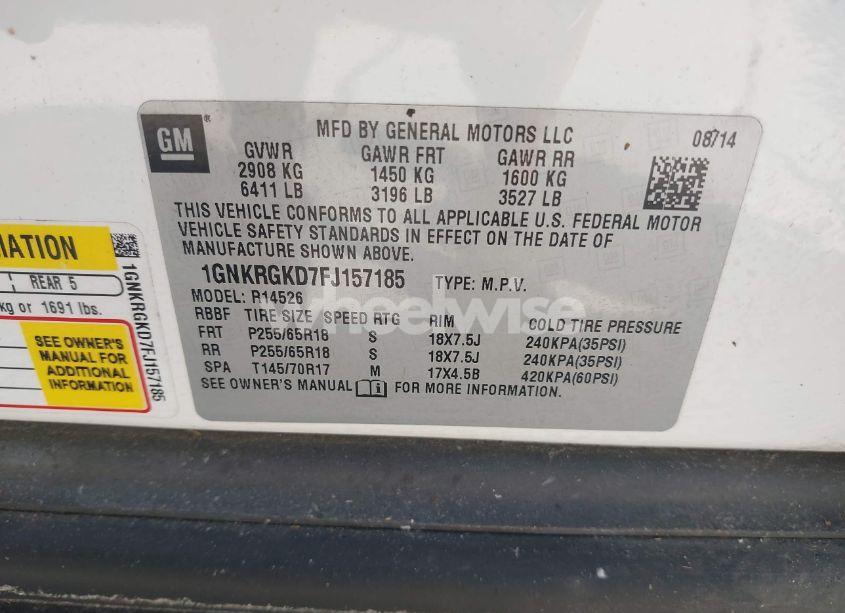 GM
®
MFD BY GENERAL MOTORS LLC
08/14
GVWR GAWR FRT GAWR RR
2908 KG 1450 KG 1600 KG
6411 LB 3196 LB 3527 LB
THIS VEHICLE CONFORMS TO ALL APPLICABLE U.S. FEDERAL MOTOR
VEHICLE SAFETY STANDARDS IN EFFECT ON THE DATE OF
MANUFACTURE SHOWN ABOVE.
1GNKRGKD7FJ157185 TYPE: M.P.V.
MODEL: R14526
RBBF TIRE SIZE SPEED RTG RIM COLD TIRE PRESSURE
FRT P255/65R18 S 18X7.5J 240KPA(35PSI)
RR P255/65R18 S 18X7.5J 240KPA(35PSI)
SPA T145/70R17 M 17X4.5B 420KPA(60PSI)
SEE OWNER'S MANUAL i FOR MORE INFORMATION.
REAR 5
kg or 1691 lbs.
SEE OWNER'S
MANUAL FOR
ADDITIONAL
INFORMATION
1GNKRGKD7FJ157185
wheelwise